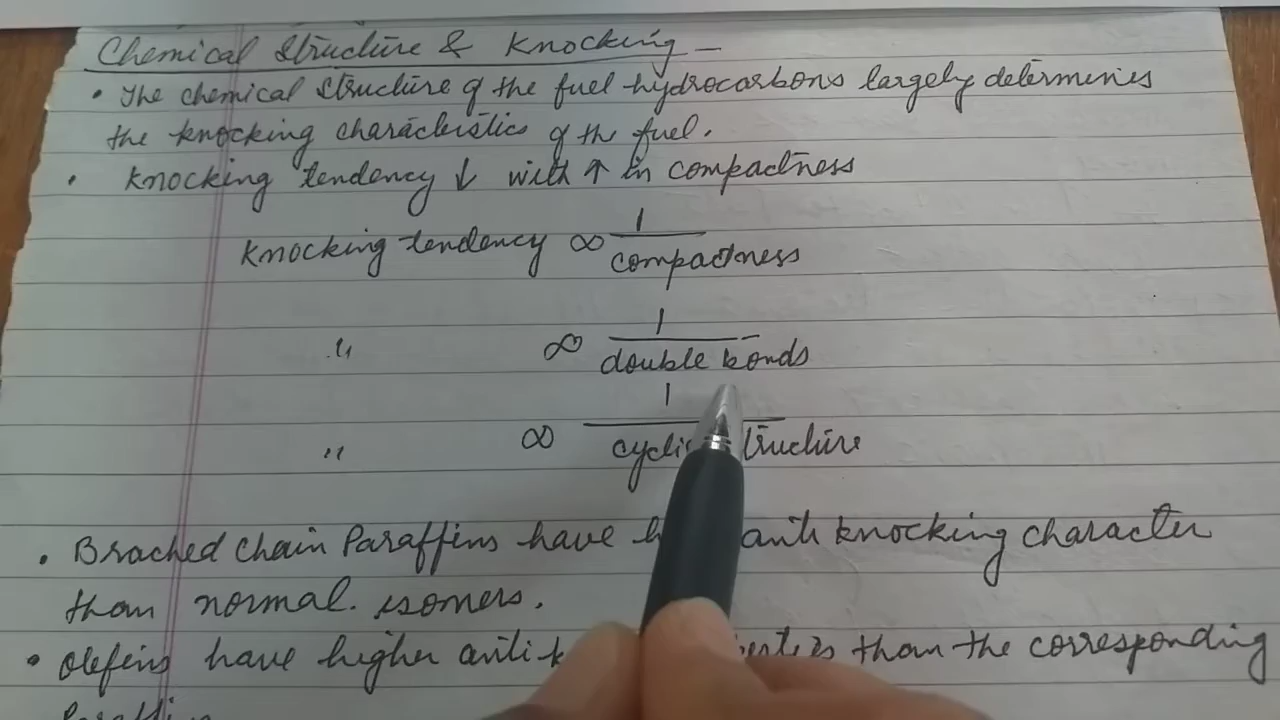 Chemical Structure & Knocking -
• The chemical structure of the fuel hydrocarbons largely determines
the knocking characteristics of the fuel.
• Knocking tendency ↓ with ↑ in compactness
Knocking tendency ∞ 1
compactness
" ∞ 1
double bonds
" ∞ 1
cyclic tructure
• Brached Chain Paraffins have anti knocking character
than normal isomers.
• Olefins have higher anti-k than the corresponding